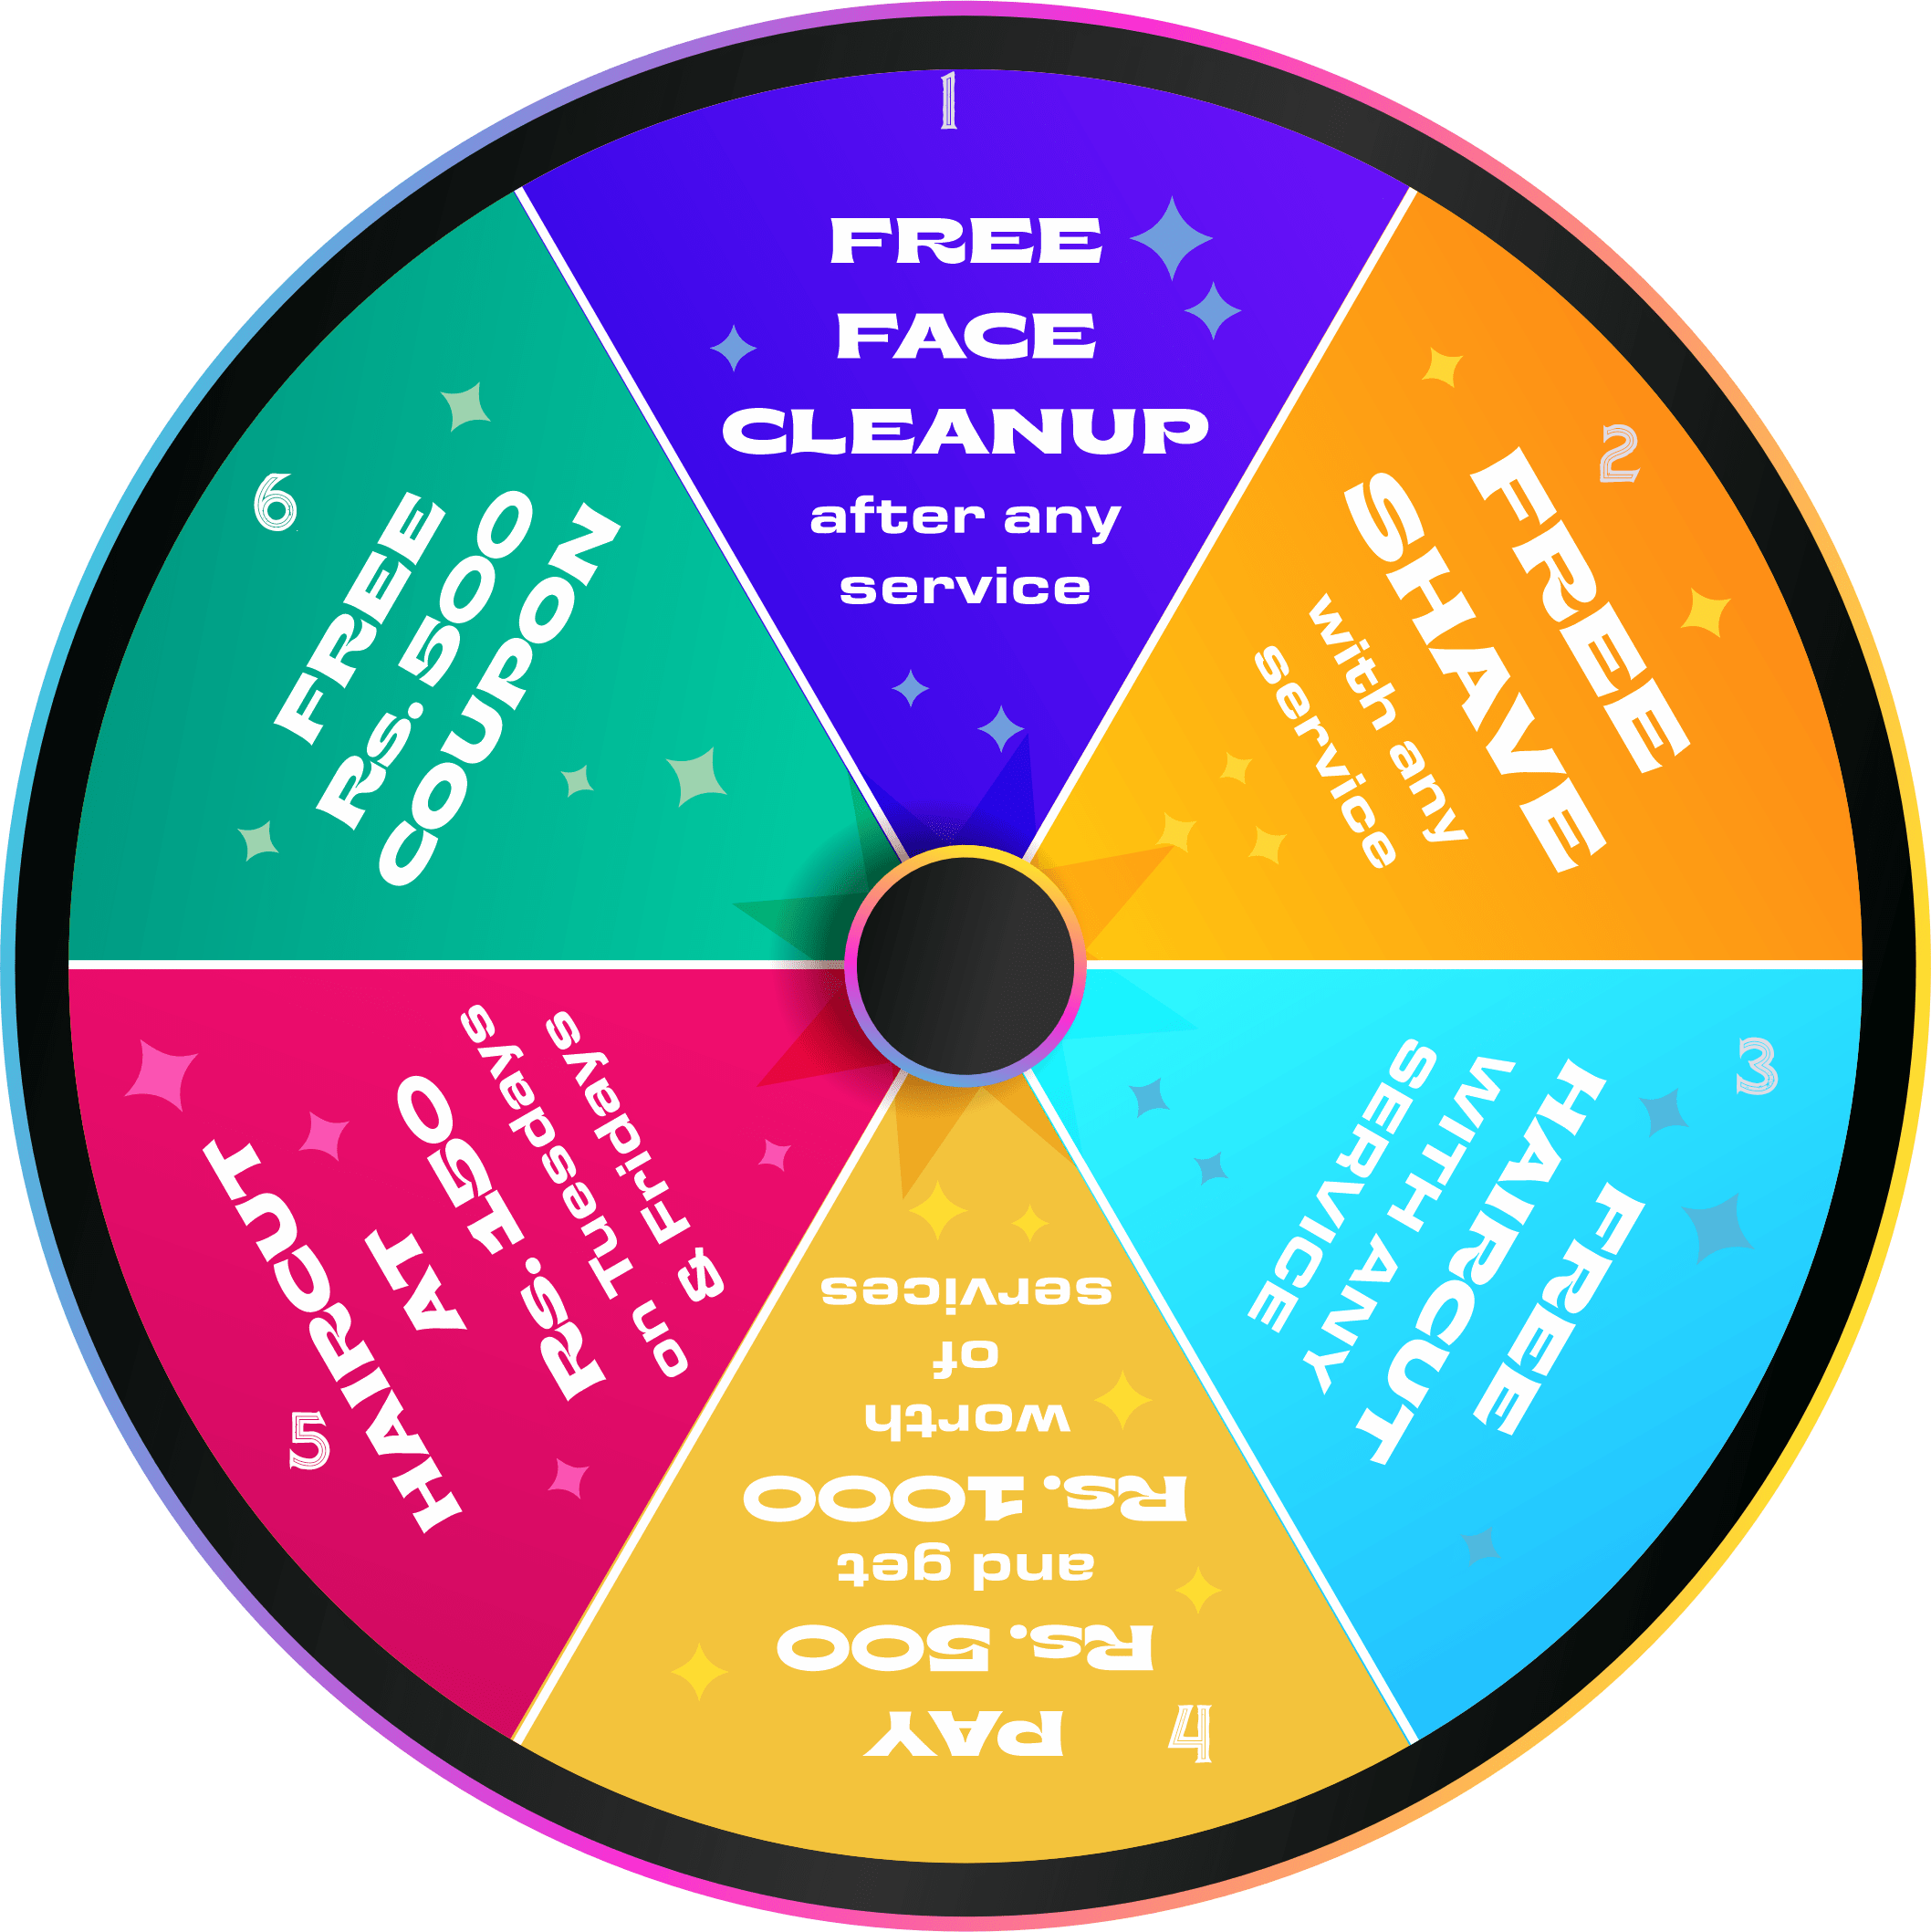 1
FREE
FACE
CLEANUP
after any
service
2
FREE
SHAVE
with any
service
3
FREE
HAIRCUT
WITH ANY
SERVICE
4
PAY
Rs. 500
and get
Rs.1000
worth
of
services
5
HAIRCUT
AT
RS.150
on Tuesdays
& Fridays
6
FREE
RS.500
COUPON